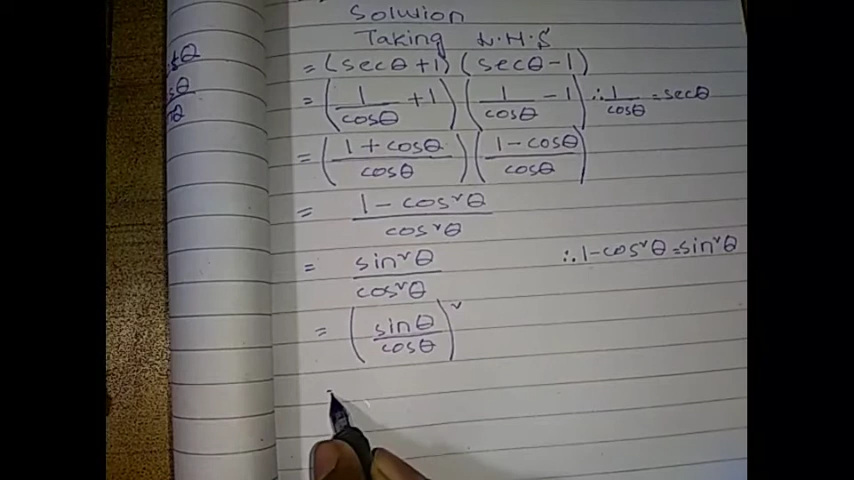 Solution
Taking L.H.S
= (secθ + 1) (secθ - 1)
= (1/cosθ + 1) (1/cosθ - 1) ∴ 1/cosθ = secθ
= (1 + cosθ/cosθ) (1 - cosθ/cosθ)
= 1 - cos²θ/cos²θ
= sin²θ/cos²θ ∴ 1-cos²θ = sin²θ
= (sinθ/cosθ)²